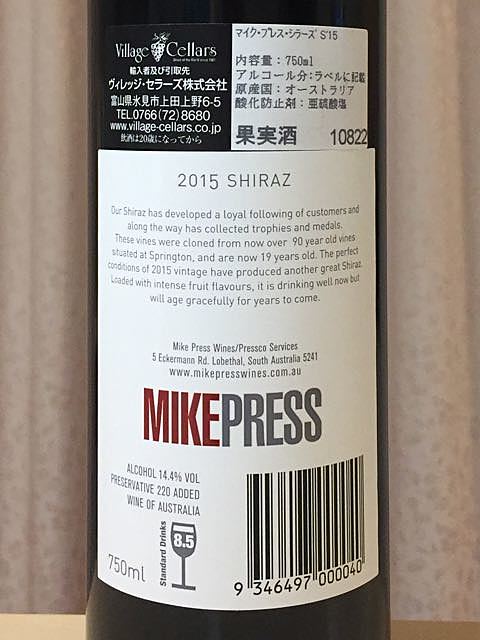 Village Cellars
輸入者及び引取先
ヴィレッジ・セラーズ株式会社
富山県氷見市上田上野6-5
TEL.0766(72)8680
www.village-cellars.co.jp
飲酒は20歳になってから
マイク・プレス・シラーズ S'15
内容量：750ml
アルコール分：ラベルに記載
原産国：オーストラリア
酸化防止剤：亜硫酸塩
果実酒 10822
2015 SHIRAZ
Our Shiraz has developed a loyal following of customers and
along the way has collected trophies and medals.
These vines were cloned from now over 90 year old vines
situated at Springton, and are now 19 years old. The perfect
conditions of 2015 vintage have produced another great Shiraz.
Loaded with intense fruit flavours, it is drinking well now but
will age gracefully for years to come.
Mike Press Wines/Pressco Services
5 Eckermann Rd. Lobethal, South Australia 5241
www.mikepresswines.com.au
MIKEPRESS
ALCOHOL 14.4% VOL
PRESERVATIVE 220 ADDED
WINE OF AUSTRALIA
Standard Drinks
8.5
750ml
9 346497 000040